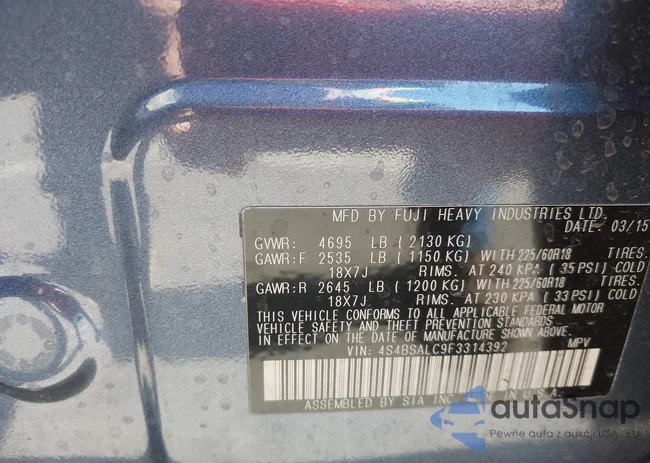 MFD BY FUJI HEAVY INDUSTRIES LTD.
DATE: 03/15
GVWR: 4695 LB (2130 KG)
GAWR:F 2535 LB (1150 KG) WITH 225/60R18 TIRES.
18X7J RIMS. AT 240 KPA (35 PSI) COLD
GAWR:R 2645 LB (1200 KG) WITH 225/60R18 TIRES.
18X7J RIMS. AT 230 KPA (33 PSI) COLD
THIS VEHICLE CONFORMS TO ALL APPLICABLE FEDERAL MOTOR
VEHICLE SAFETY AND THEFT PREVENTION STANDARDS
IN EFFECT ON THE DATE OF MANUFACTURE SHOWN ABOVE.
VIN: 4S4BSALC9F3314392 MPV
ASSEMBLED BY SIA INC.
autoSnap
Pewne auta z aukcji USA i EU